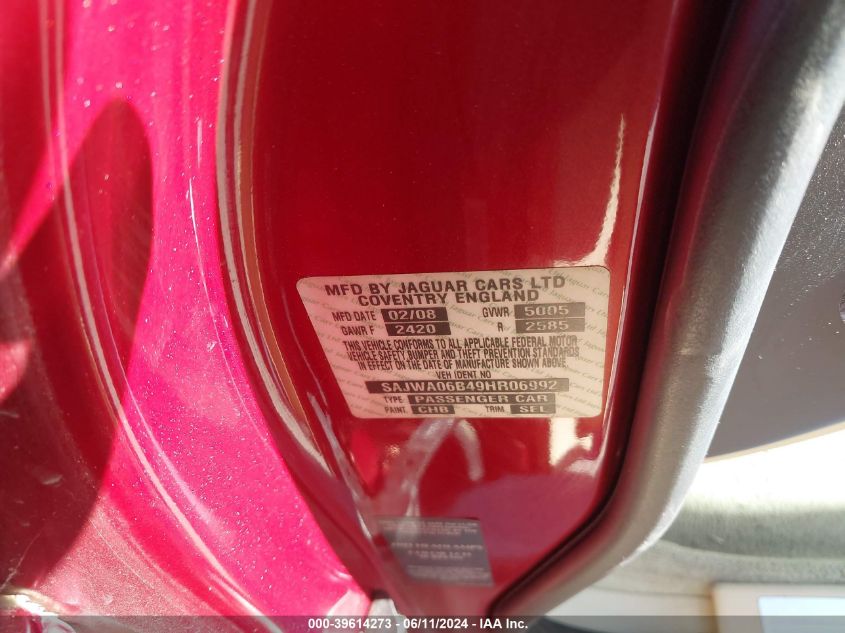 MFD BY JAGUAR CARS LTD
COVENTRY ENGLAND
MFD DATE 02/08 GVWR 5005
GAWR F 2420 R 2585
THIS VEHICLE CONFORMS TO ALL APPLICABLE FEDERAL MOTOR
VEHICLE SAFETY BUMPER AND THEFT PREVENTION STANDARDS
IN EFFECT ON THE DATE OF MANUFACTURE SHOWN ABOVE
VEH IDENT NO
SAJWA06B49HR06992
TYPE PASSENGER CAR
PAINT CHB TRIM SEL
000-39614273 - 06/11/2024 - IAA Inc.